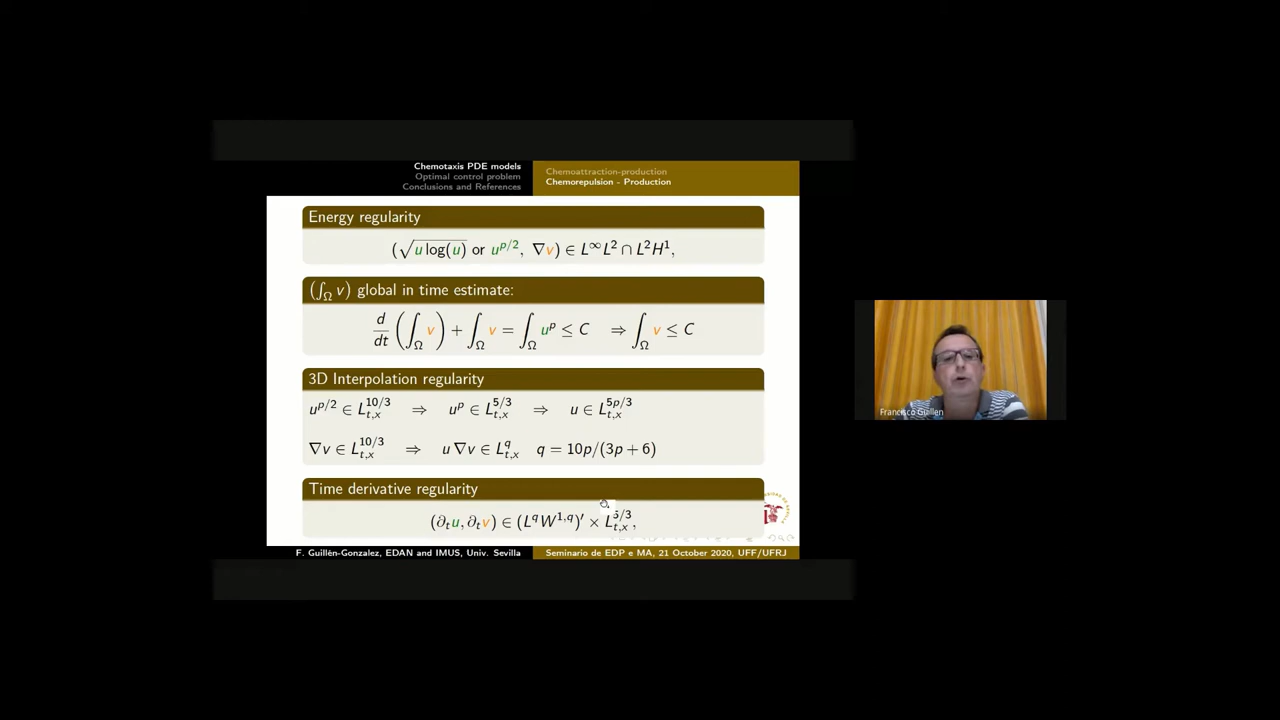 Chemotaxis PDE models
Optimal control problem
Conclusions and References
Chemoattraction-production
Chemorepulsion - Production
Energy regularity
(√u log(u) or u^{p/2}, ∇v) ∈ L^∞L² ∩ L²H¹,
(∫_Ω v) global in time estimate:
d/dt (∫_Ω v) + ∫_Ω v = ∫_Ω u^p ≤ C ⇒ ∫_Ω v ≤ C
3D Interpolation regularity
u^{p/2} ∈ L^{10/3}_{t,x} ⇒ u^p ∈ L^{5/3}_{t,x} ⇒ u ∈ L^{5p/3}_{t,x}
∇v ∈ L^{10/3}_{t,x} ⇒ u ∇v ∈ L^q_{t,x} q = 10p/(3p + 6)
Time derivative regularity
(∂_t u, ∂_t v) ∈ (L^q W^{1,q})′ × L^{5/3}_{t,x},
F. Guillén-Gonzalez, EDAN and IMUS, Univ. Sevilla
Seminario de EDP e MA, 21 October 2020, UFF/UFRJ
Francisco Guillen